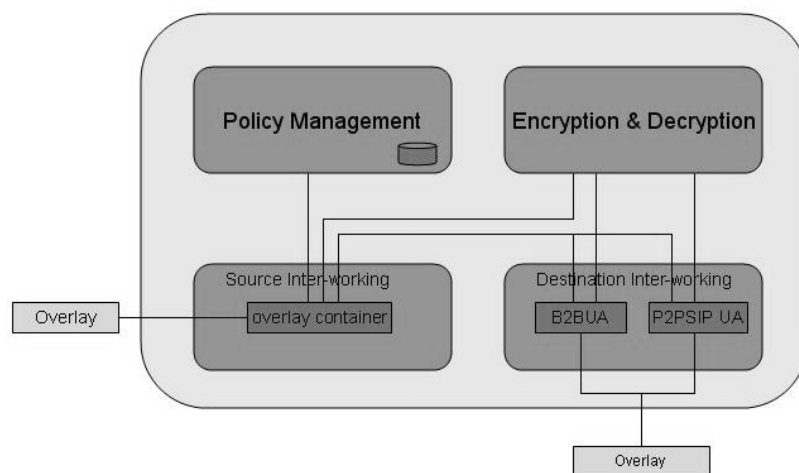 Policy Management
Encryption & Decryption
Source Inter-working
Destination Inter-working
Overlay
overlay container
B2BUA
P2PSIP UA
Overlay